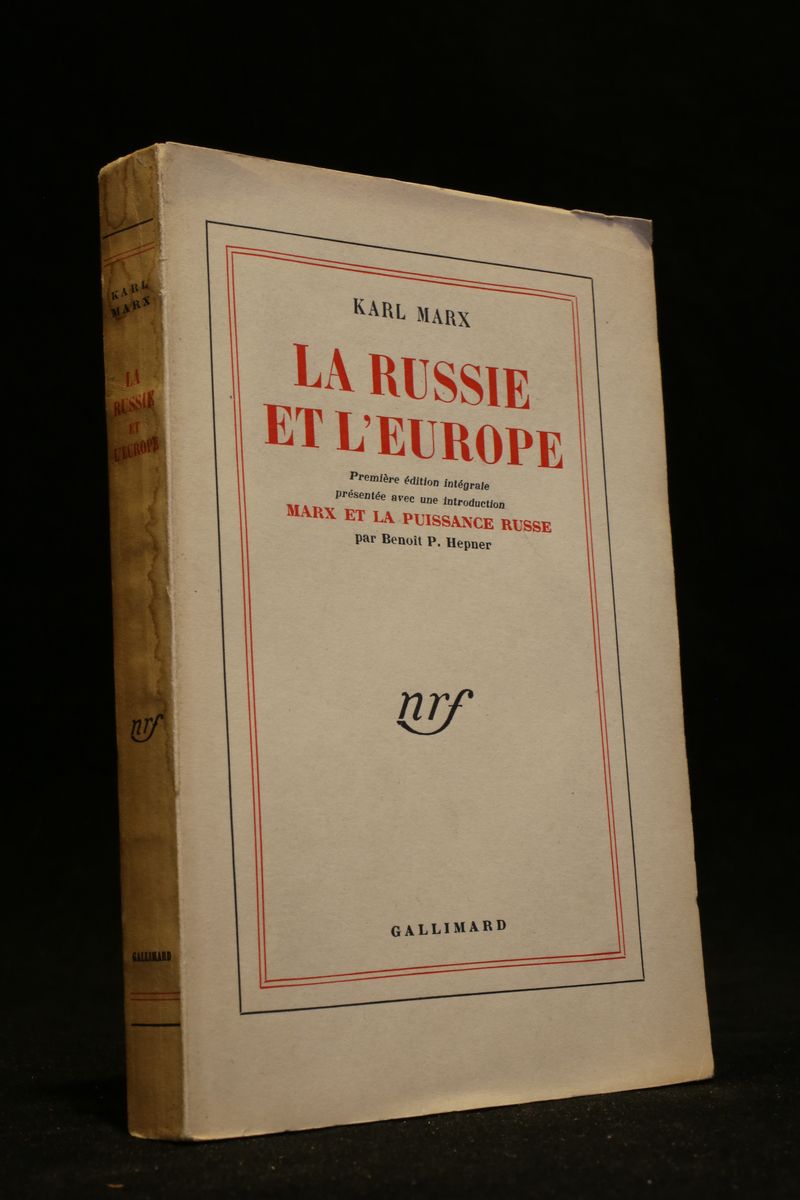 KARL MARX
LA RUSSIE
ET L'EUROPE
Première édition intégrale
présentée avec une introduction
MARX ET LA PUISSANCE RUSSE
par Benoît P. Hepner
nrf
GALLIMARD
KARL
MARX
LA
RUSSIE
ET
L'EUROPE
nrf
GALLIMARD